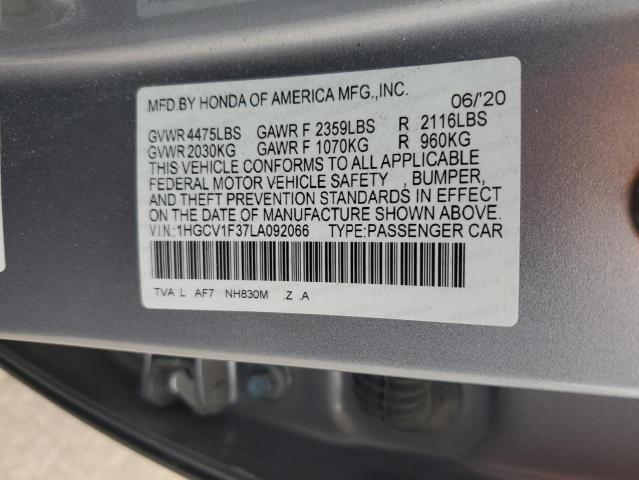 MFD.BY HONDA OF AMERICA MFG.,INC. 06/'20
GVWR 4475LBS GAWR F 2359LBS R 2116LBS
GVWR 2030KG GAWR F 1070KG R 960KG
THIS VEHICLE CONFORMS TO ALL APPLICABLE
FEDERAL MOTOR VEHICLE SAFETY , BUMPER,
AND THEFT PREVENTION STANDARDS IN EFFECT
ON THE DATE OF MANUFACTURE SHOWN ABOVE.
V.I.N.:1HGCV1F37LA092066 TYPE:PASSENGER CAR
TVA L AF7 NH830M .Z .A